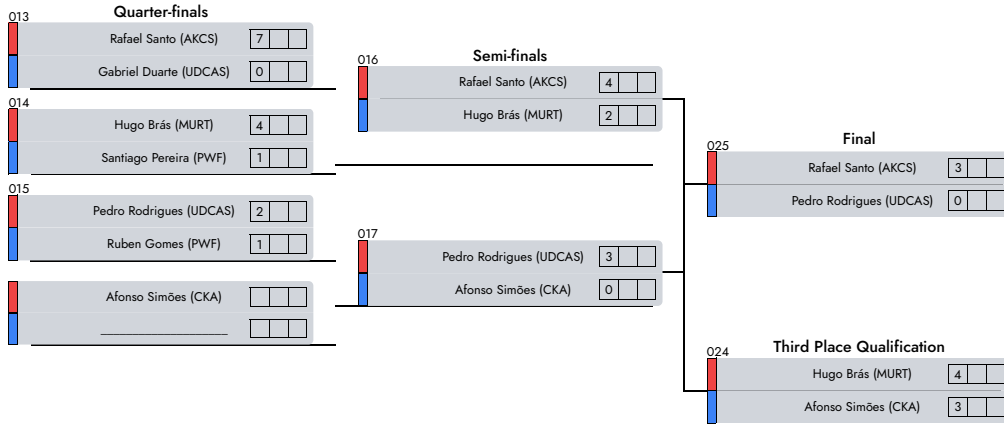 Quarter-finals
013
Rafael Santo (AKCS) 7
Gabriel Duarte (UDCAS) 0
014
Hugo Brás (MURT) 4
Santiago Pereira (PWF) 1
015
Pedro Rodrigues (UDCAS) 2
Ruben Gomes (PWF) 1
Afonso Simões (CKA)
Semi-finals
016
Rafael Santo (AKCS) 4
Hugo Brás (MURT) 2
017
Pedro Rodrigues (UDCAS) 3
Afonso Simões (CKA) 0
Final
025
Rafael Santo (AKCS) 3
Pedro Rodrigues (UDCAS) 0
Third Place Qualification
024
Hugo Brás (MURT) 4
Afonso Simões (CKA) 3